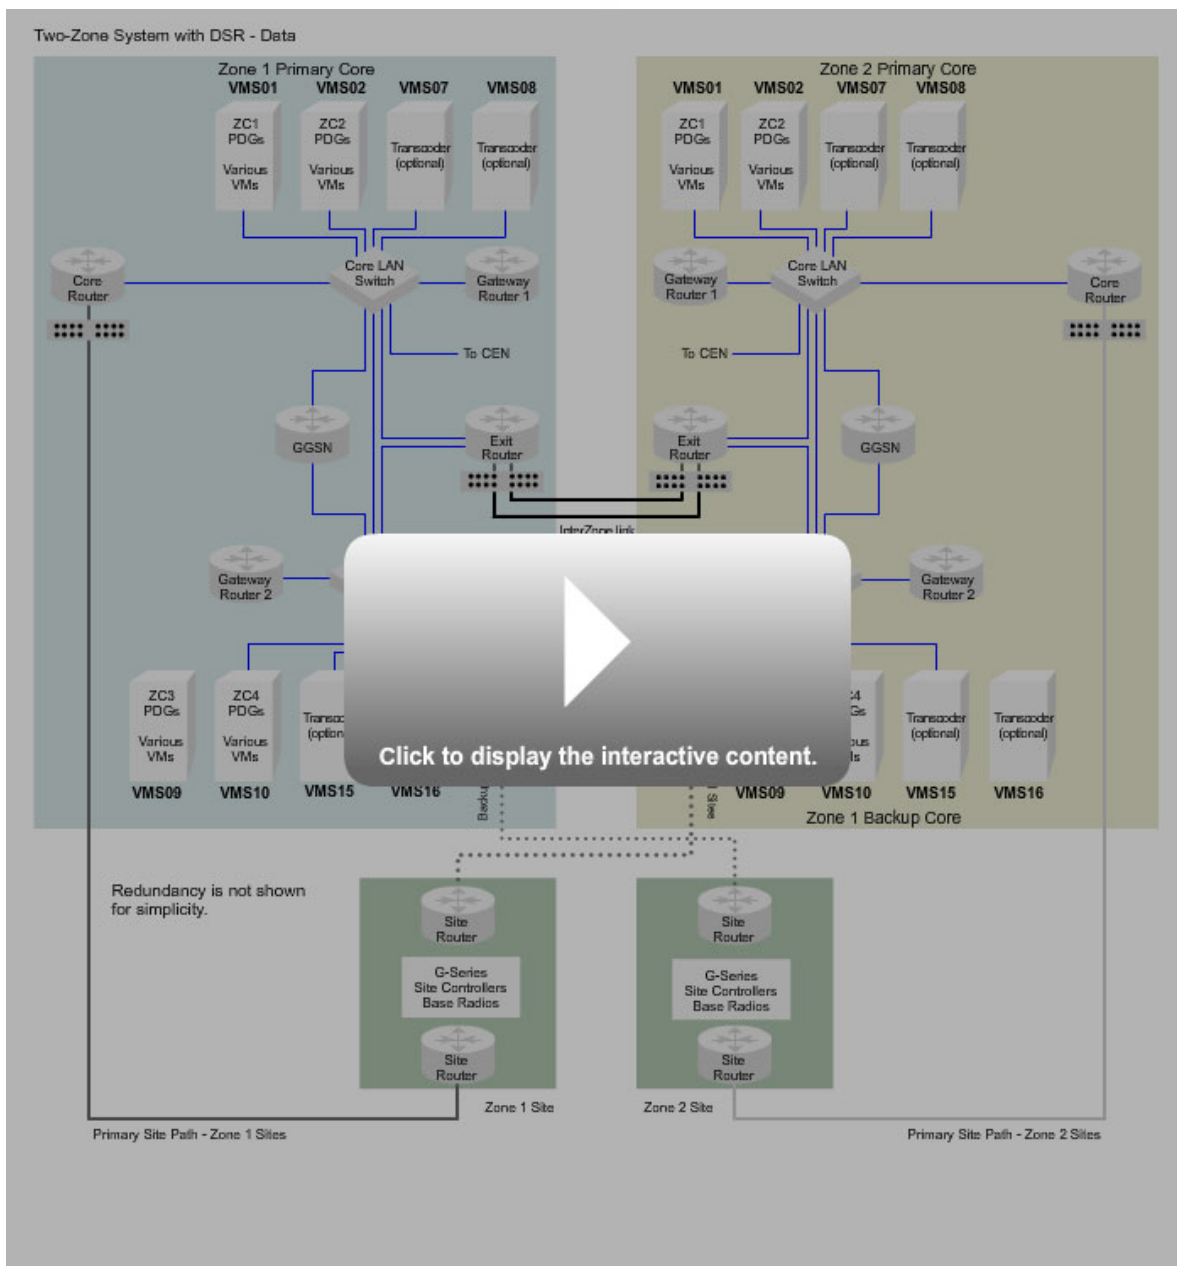 Two-Zone System with DSR - Data
Zone 1 Primary Core
VMS01 VMS02 VMS07 VMS08
ZC1
PDGs
Various
VMs
ZC2
PDGs
Various
VMs
Transcoder
(optional)
Transcoder
(optional)
Zone 2 Primary Core
VMS01 VMS02 VMS07 VMS08
ZC1
PDGs
Various
VMs
ZC2
PDGs
Various
VMs
Transcoder
(optional)
Transcoder
(optional)
Core
Router
Core LAN
Switch
Gateway
Router 1
Gateway
Router 1
Core LAN
Switch
Core
Router
To CEN
To CEN
GGSN
Exit
Router
Exit
Router
GGSN
InterZone link
Gateway
Router 2
Gateway
Router 2
Click to display the interactive content.
ZC3
PDGs
Various
VMs
ZC4
PDGs
Various
VMs
VMS09
VMS10
VMS15
VMS16
Transcoder
(optional)
Transcoder
(optional)
VMS09
VMS10
VMS15
VMS16
Zone 1 Backup Core
Sites
Redundancy is not shown
for simplicity.
Site
Router
G-Series
Site Controllers
Base Radios
Site
Router
Zone 1 Site
Site
Router
G-Series
Site Controllers
Base Radios
Site
Router
Zone 2 Site
Primary Site Path - Zone 1 Sites
Primary Site Path - Zone 2 Sites